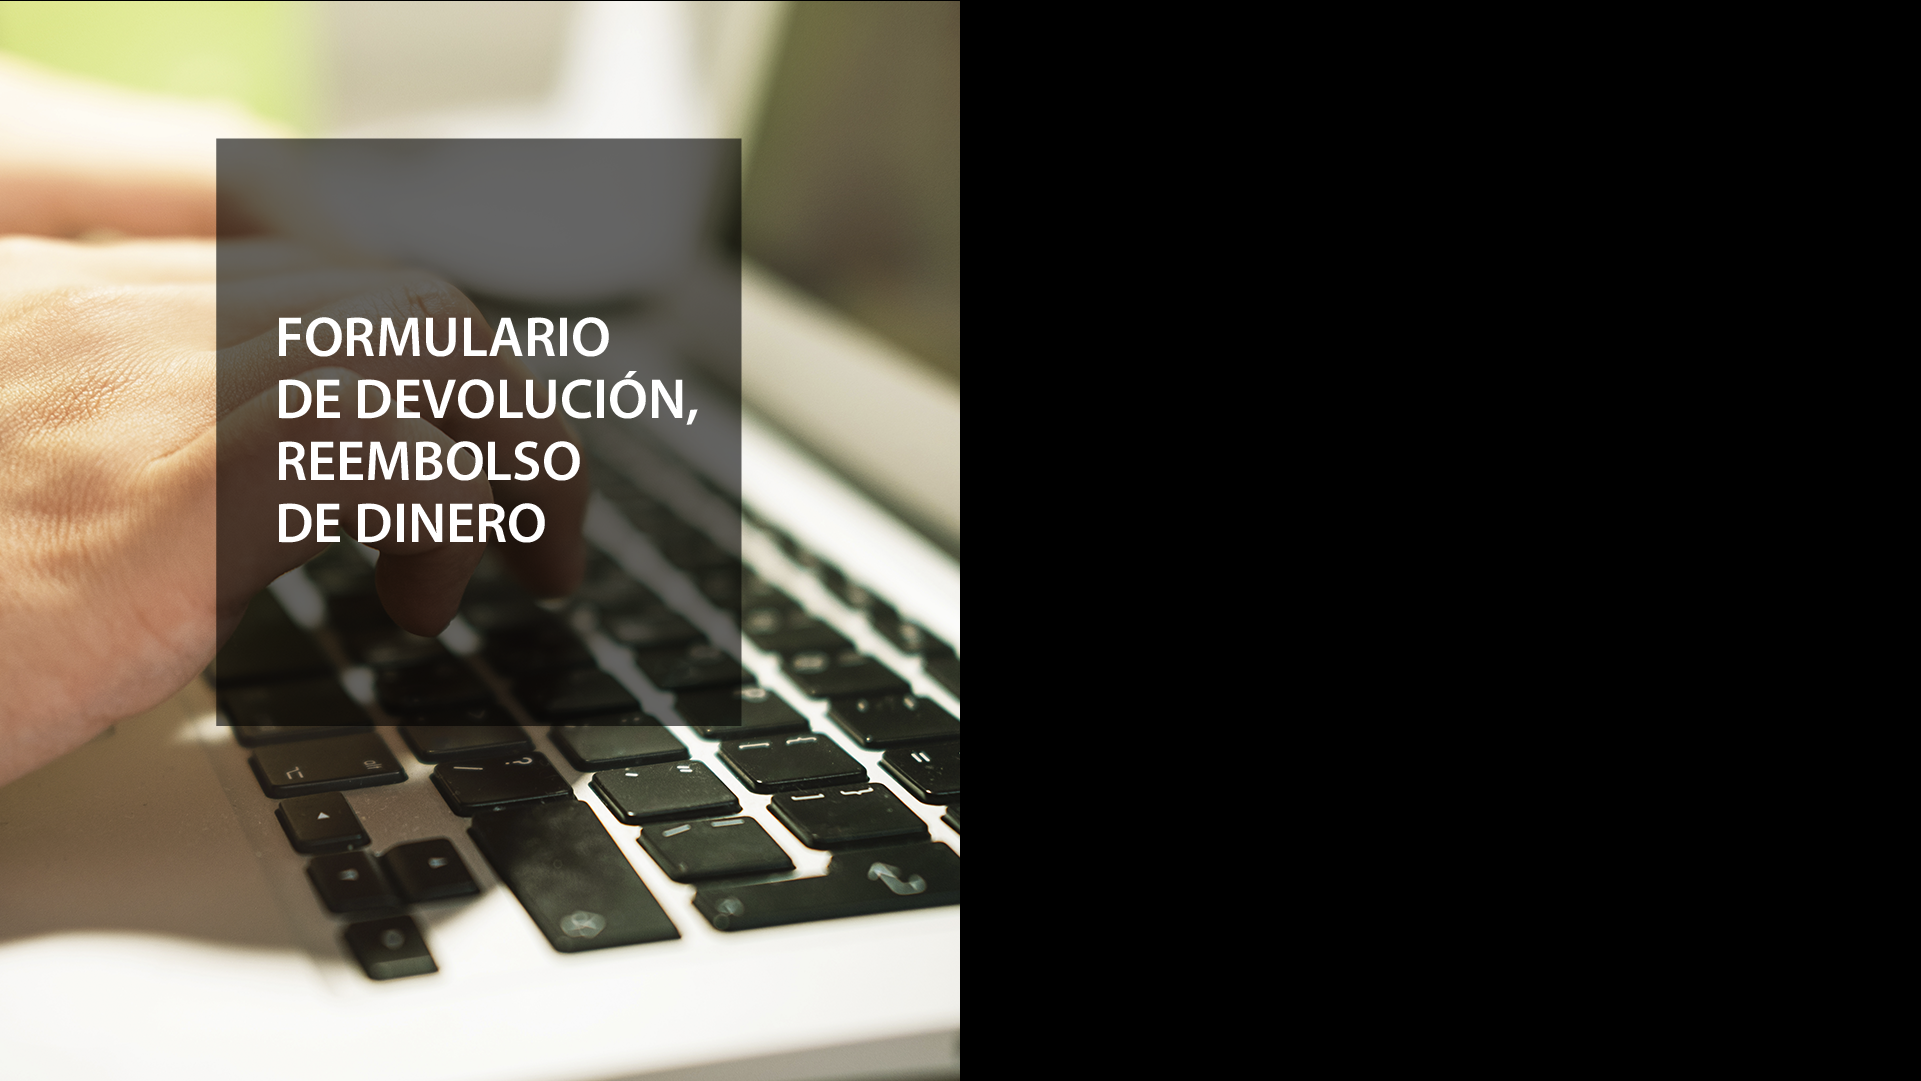 FORMULARIO
DE DEVOLUCIÓN,
REEMBOLSO
DE DINERO